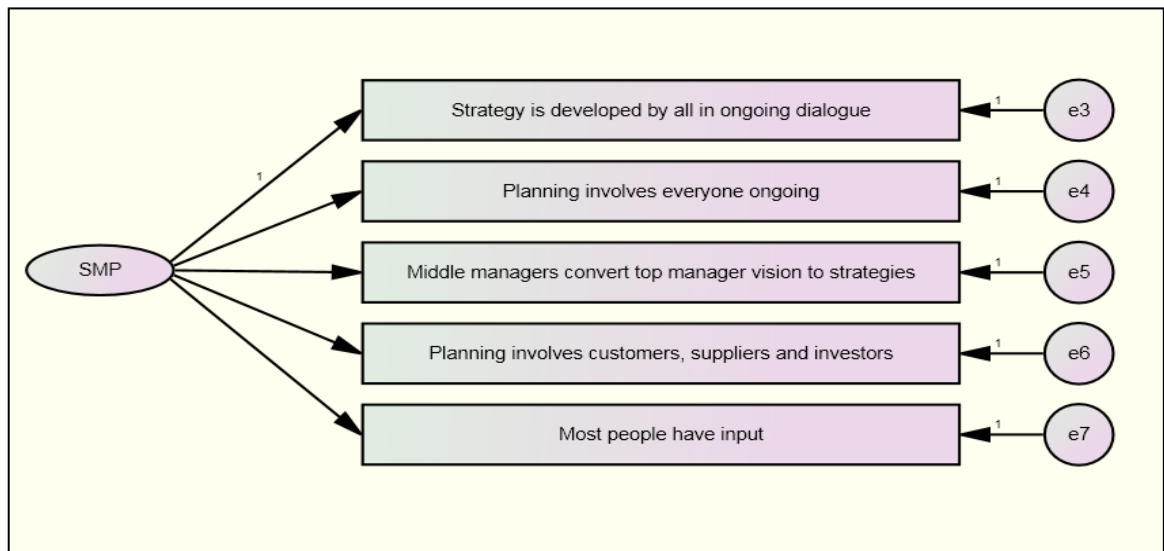 Strategy is developed by all in ongoing dialogue
1
e3
1
Planning involves everyone ongoing
1
e4
SMP
Middle managers convert top manager vision to strategies
1
e5
Planning involves customers, suppliers and investors
1
e6
Most people have input
1
e7